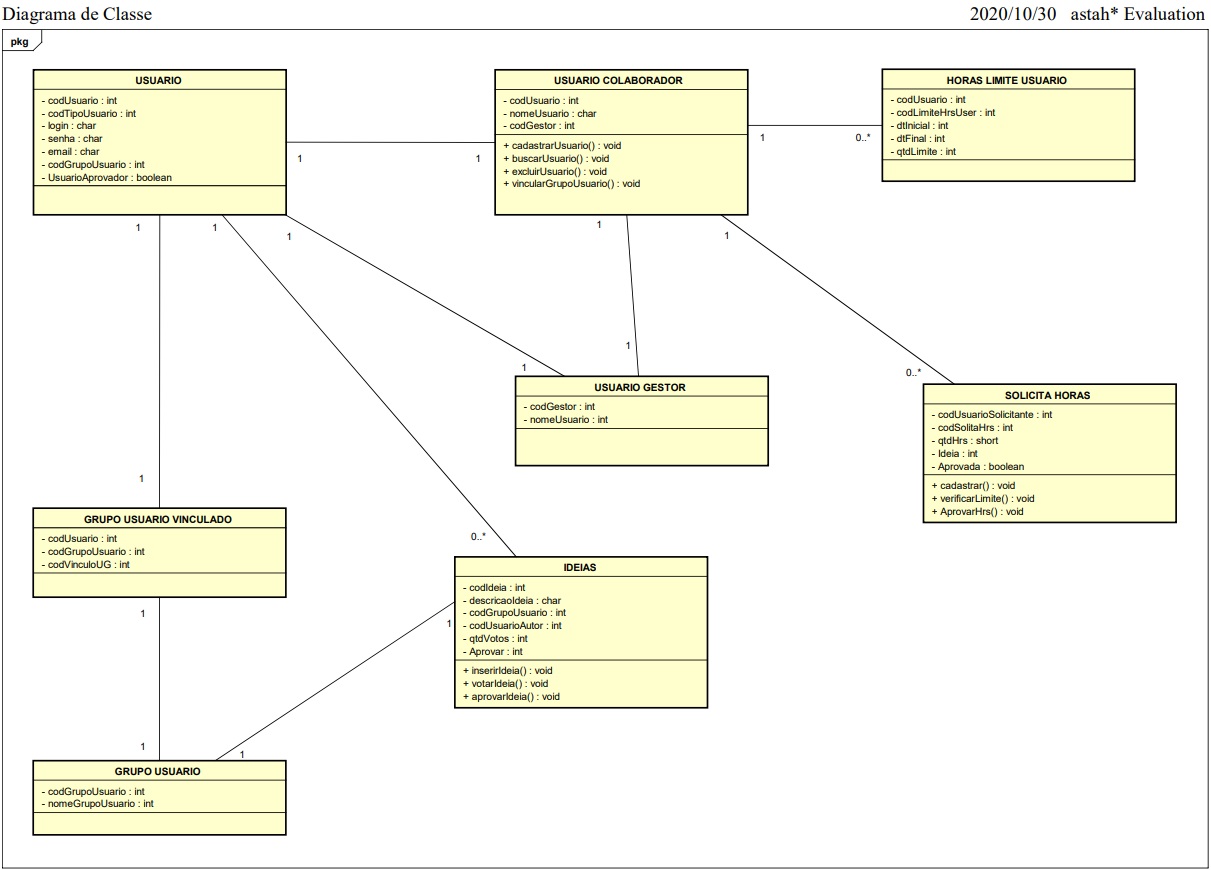 Diagrama de Classe
2020/10/30 astah* Evaluation
pkg
USUARIO
- codUsuario : int
- codTipoUsuario : int
- login : char
- senha : char
- email : char
- codGrupoUsuario : int
- UsuarioAprovador : boolean
USUARIO COLABORADOR
- codUsuario : int
- nomeUsuario : char
- codGestor : int
+ cadastrarUsuario() : void
+ buscarUsuario() : void
+ excluirUsuario() : void
+ vincularGrupoUsuario() : void
HORAS LIMITE USUARIO
- codUsuario : int
- codLimiteHrsUser : int
- dtInicial : int
- dtFinal : int
- qtdLimite : int
1
1
1
0..*
1
1
1
1
1
1
1
0..*
USUARIO GESTOR
- codGestor : int
- nomeUsuario : int
SOLICITA HORAS
- codUsuarioSolicitante : int
- codSolitaHrs : int
- qtdHrs : short
- Ideia : int
- Aprovada : boolean
+ cadastrar() : void
+ verificarLimite() : void
+ AprovarHrs() : void
1
0..*
GRUPO USUARIO VINCULADO
- codUsuario : int
- codGrupoUsuario : int
- codVinculoUG : int
IDEIAS
- codIdeia : int
- descricaoIdeia : char
- codGrupoUsuario : int
- codUsuarioAutor : int
- qtdVotos : int
- Aprovar : int
+ inserirIdeia() : void
+ votarIdeia() : void
+ aprovarIdeia() : void
1
1
1
1
GRUPO USUARIO
- codGrupoUsuario : int
- nomeGrupoUsuario : int